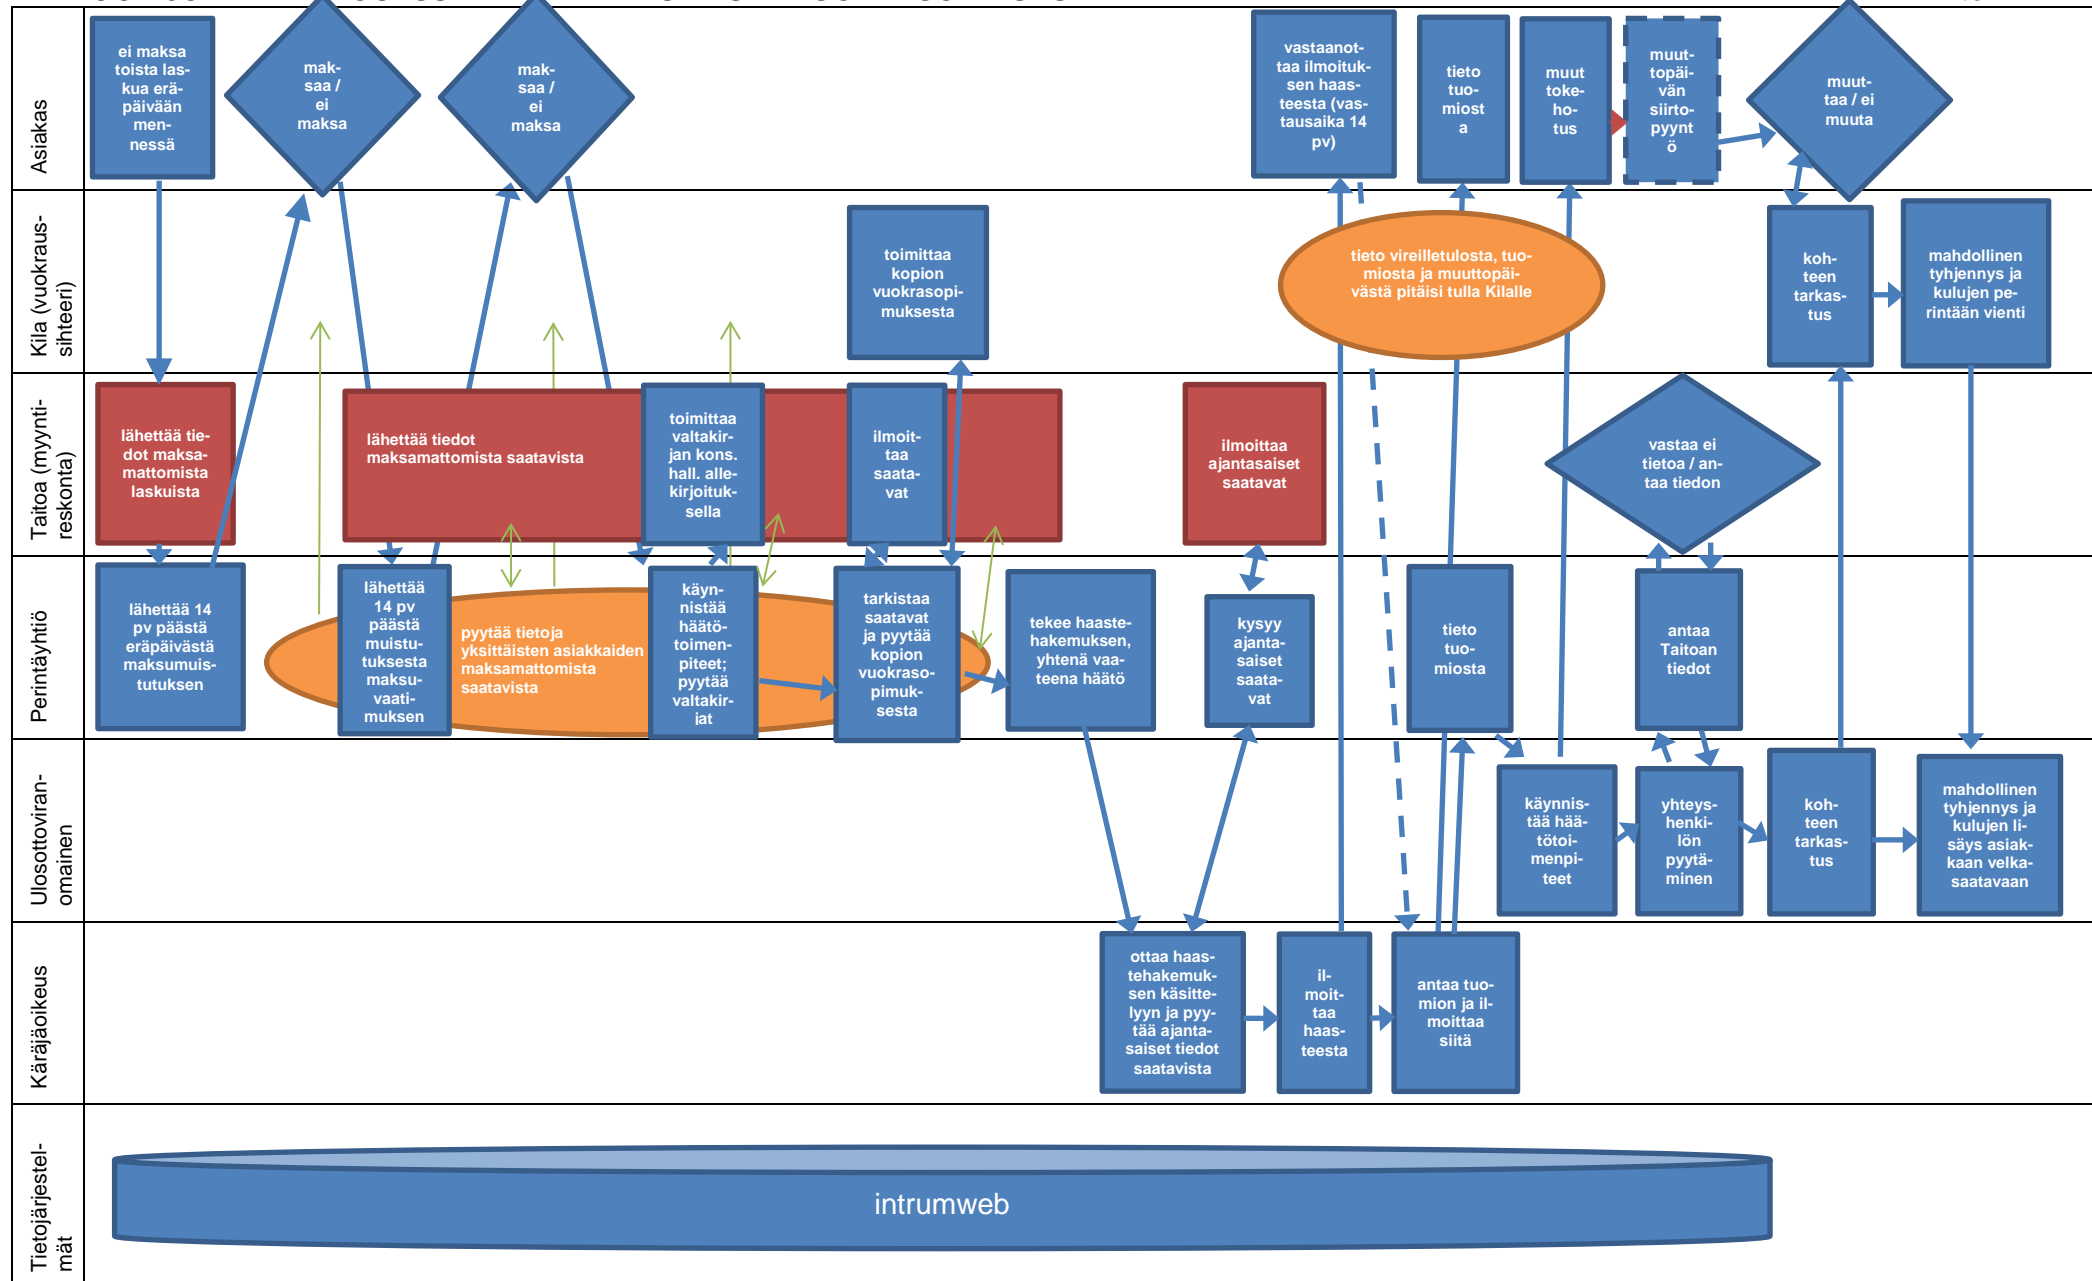 Asiakas
ei maksa
toista las-
kua erä-
päivään
men-
nessä
mak-
saa /
ei
maksa
mak-
saa /
ei
maksa
vastaanot-
taa ilmoituk-
sen haas-
teesta (vas-
tausaika 14
pv)
tieto
tuo-
miost
a
muut
toke-
ho-
tus
muut-
topäi-
vän
siirto-
pyynt
ö
muut-
taa / ei
muuta
Kila (vuokraus-
sihteeri)
toimittaa
kopion
vuokrasopi-
muksesta
tieto vireilletulosta, tuo-
miosta ja muuttopäi-
västä pitäisi tulla Kilalle
koh-
teen
tarkas-
tus
mahdollinen
tyhjennys ja
kulujen pe-
rintään vienti
Taitoa (myynti-
reskonta)
lähettää tie-
dot maksa-
mattomista
laskuista
lähettää tiedot
maksamattomista saatavista
toimittaa
valtakir-
jan kons.
hall. alle-
kirjoituk-
sella
ilmoit-
taa
saata-
vat
ilmoittaa
ajantasaiset
saatavat
vastaa ei
tietoa / an-
taa tiedon
Perintäyhtiö
lähettää 14
pv päästä
eräpäivästä
maksumuis-
tutuksen
lähettää
14 pv
päästä
muistu-
tuksesta
maksu-
vaati-
muksen
pyytää tietoja
yksittäisten asiakkaiden
maksamattomista
saatavista
käyn-
nistää
häätö-
toimen-
piteet;
pyytää
valtakir-
jat
tarkistaa
saatavat
ja pyytää
kopion
vuokraso-
pimuk-
sesta
tekee haaste-
hakemuksen,
yhtenä vaa-
teena häätö
kysyy
ajanta-
saiset
saata-
vat
tieto
tuo-
miosta
antaa
Taitoan
tiedot
Ulosottoviran-
omainen
käynnis-
tää hää-
tötoi-
menpi-
teet
yhteys-
henki-
lön
pyytä-
minen
koh-
teen
tarkas-
tus
mahdollinen
tyhjennys ja
kulujen li-
säys asiak-
kaan velka-
saatavaan
Käräjäoikeus
ottaa haas-
tehakemuk-
sen käsitte-
lyyn ja pyy-
tää ajanta-
saiset tiedot
saatavista
il-
moit-
taa
haas-
teesta
antaa tuo-
mion ja il-
moittaa
siitä
Tietojärjestel-
mät
intrumweb